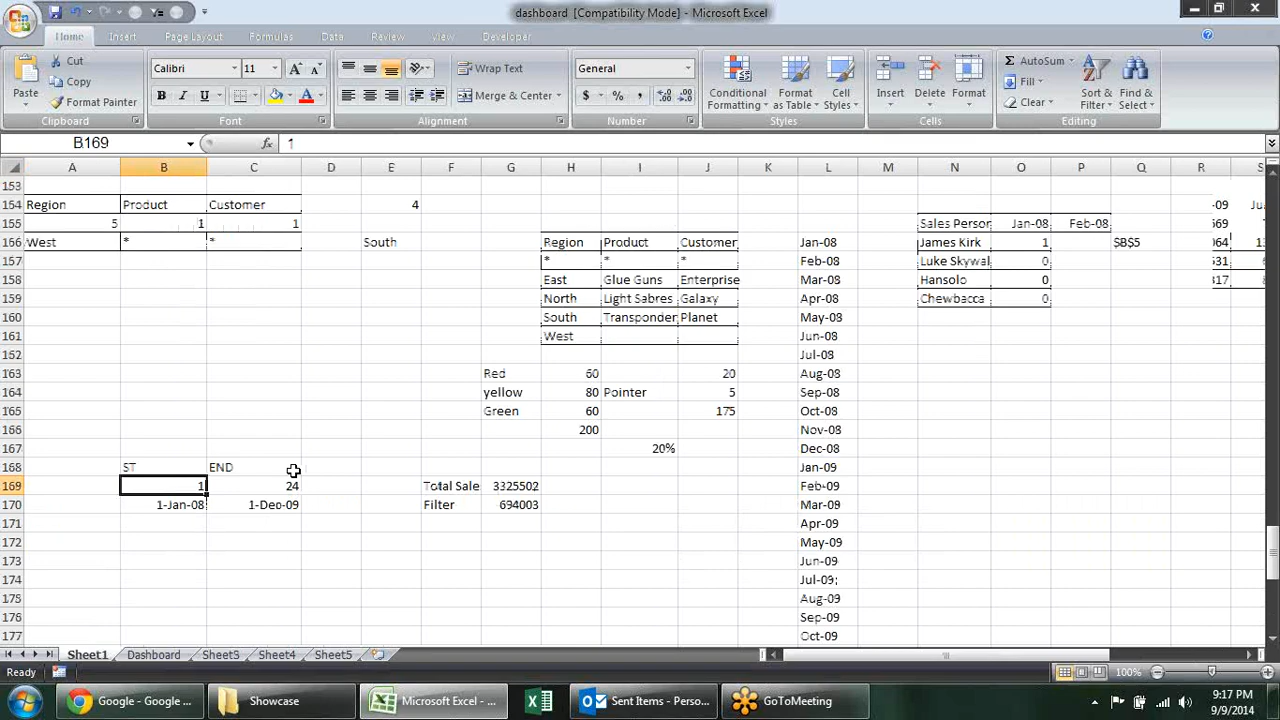 dashboard [Compatibility Mode] - Microsoft Excel
Home Insert Page Layout Formulas Data Review View Developer
Paste Cut Copy Format Painter
Calibri 11 Wrap Text Merge & Center General
Conditional Formatting Format as Table Cell Styles Insert Delete Format
AutoSum Fill Clear Sort & Filter Find & Select
Clipboard Font Alignment Number Styles Cells Editing
B169 fx 1
A B C D E F G H I J K L M N O P Q R S
153
154 Region Product Customer 4 -09 Ju
155 5 1 1 Sales Person Jan-08 Feb-08 569
166 West * * South Region Product Customer Jan-08 James Kirk 1 $B$5 064 1
157 * * * Feb-08 Luke Skywal 0 531 6
158 East Glue Guns Enterprise Mar-08 Hansolo 0 317 8
159 North Light Sabres Galaxy Apr-08 Chewbacca 0
160 South Transponder Planet May-08
161 West Jun-08
152 Jul-08
163 Red 60 20 Aug-08
164 yellow 80 Pointer 5 Sep-08
165 Green 60 175 Oct-08
166 200 Nov-08
167 20% Dec-08
168 ST END Jan-09
169 1 24 Total Sale 3325502 Feb-09
170 1-Jan-08 1-Dec-09 Filter 694003 Mar-09
171 Apr-09
172 May-09
173 Jun-09
174 Jul-09
175 Aug-09
176 Sep-09
177 Oct-09
Sheet1 Dashboard Sheet3 Sheet4 Sheet5
Ready 100%
Google - Google ... Showcase Microsoft Excel - ... Sent Items - Perso... GoToMeeting
9:17 PM
9/9/2014